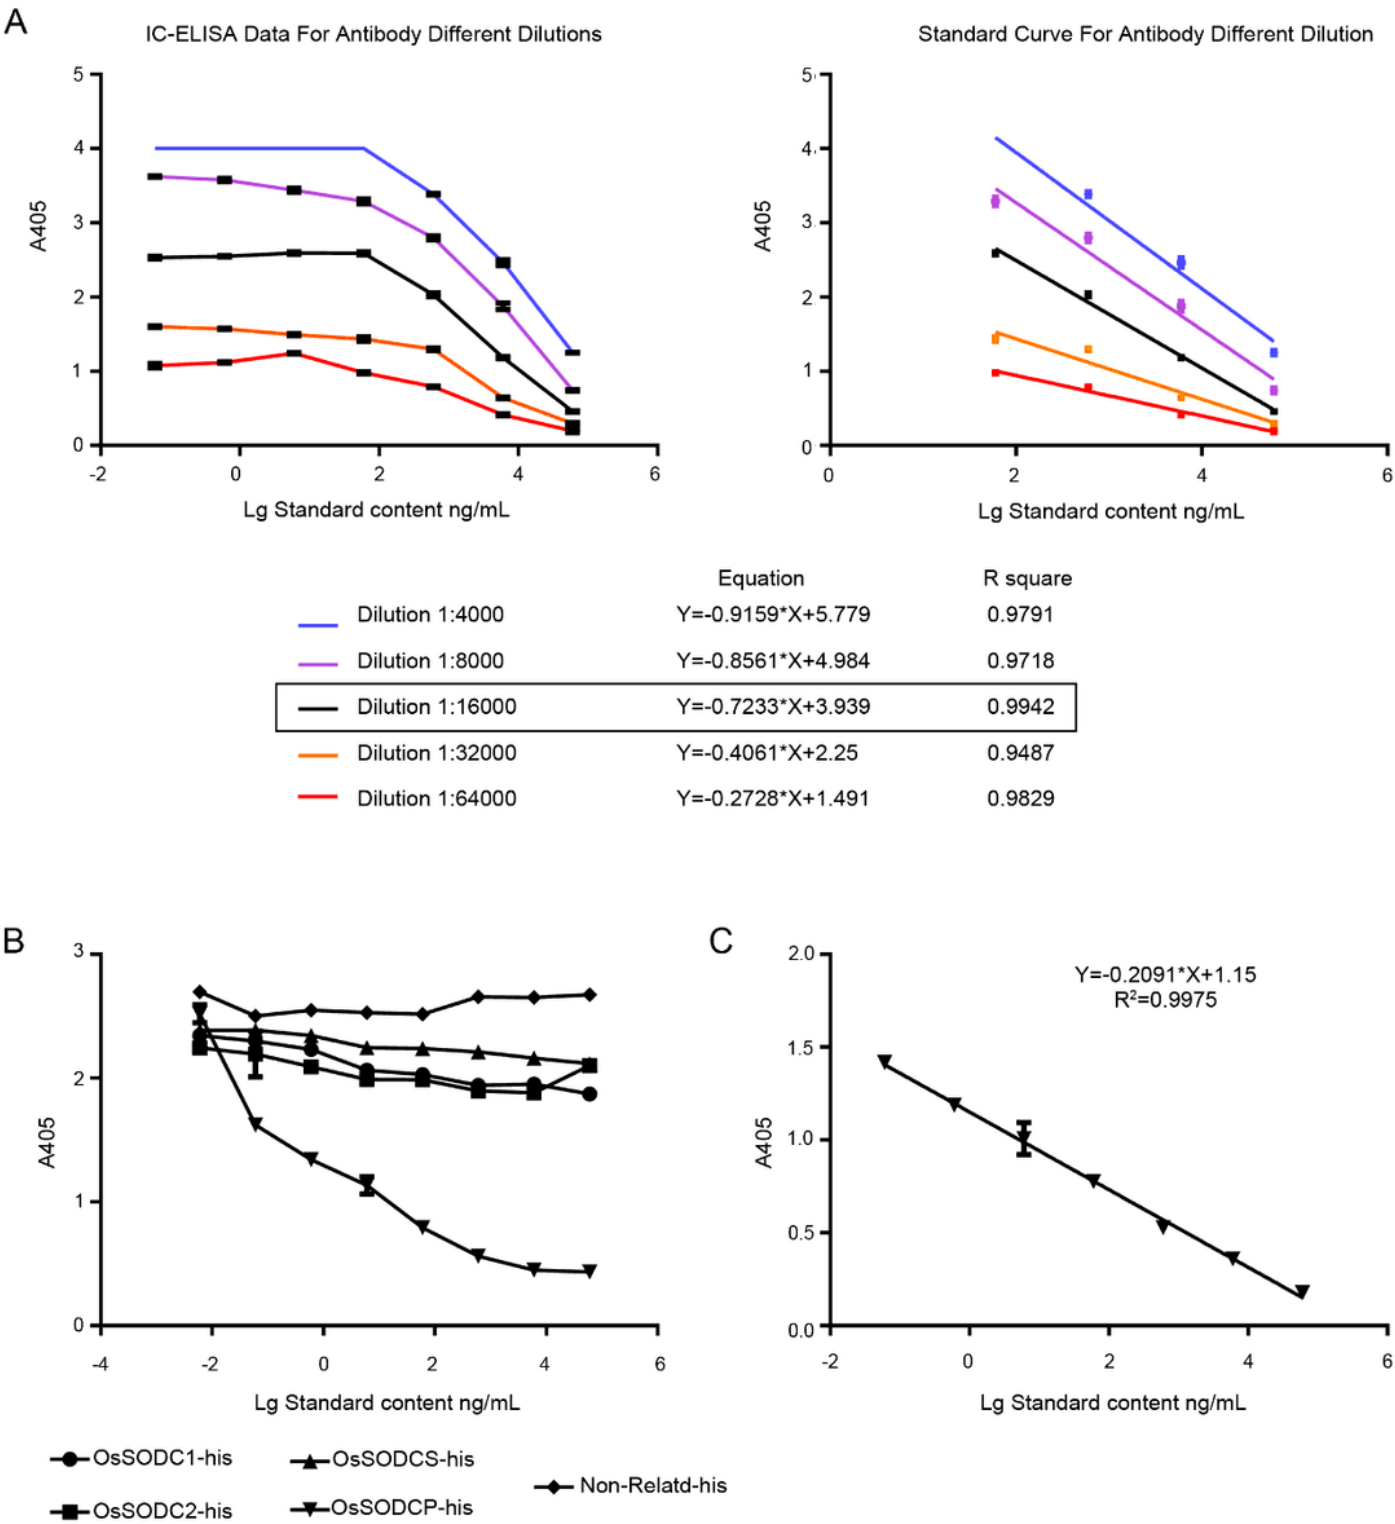 A
IC-ELISA Data For Antibody Different Dilutions
Standard Curve For Antibody Different Dilution
5
4
3
2
1
0
A405
-2
0
2
4
6
Lg Standard content ng/mL
5
4
3
2
1
0
A405
0
2
4
6
Lg Standard content ng/mL
Equation R square
Dilution 1:4000 Y=-0.9159*X+5.779 0.9791
Dilution 1:8000 Y=-0.8561*X+4.984 0.9718
Dilution 1:16000 Y=-0.7233*X+3.939 0.9942
Dilution 1:32000 Y=-0.4061*X+2.25 0.9487
Dilution 1:64000 Y=-0.2728*X+1.491 0.9829
B
3
2
1
0
A405
-4
-2
0
2
4
6
Lg Standard content ng/mL
OsSODC1-his
OsSODCS-his
Non-Relatd-his
OsSODC2-his
OsSODCP-his
C
2.0
1.5
1.0
0.5
0.0
A405
Y=-0.2091*X+1.15
R²=0.9975
-2
0
2
4
6
Lg Standard content ng/mL